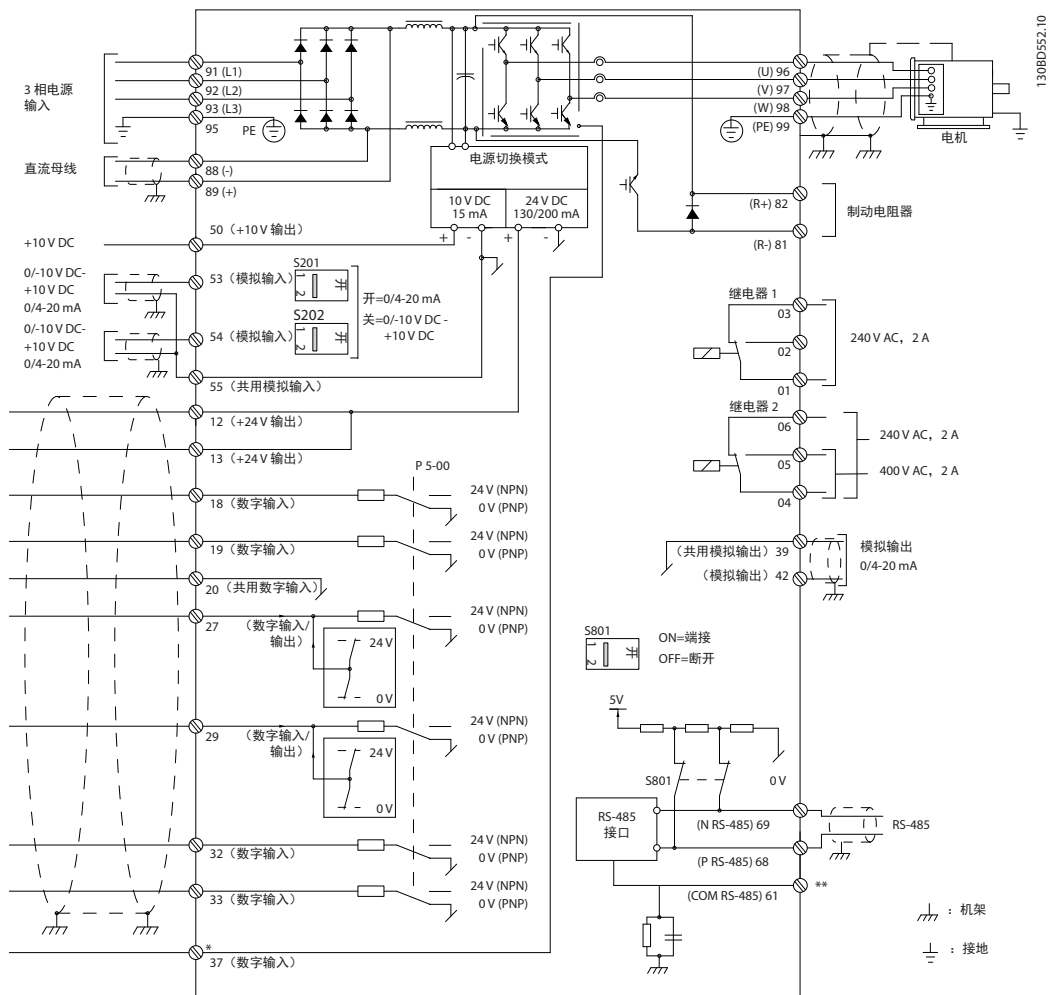 130BD552.10
3 相电源
输入
91 (L1)
92 (L2)
93 (L3)
95
PE
直流母线
88 (-)
89 (+)
电源切换模式
10 V DC
15 mA
24 V DC
130/200 mA
+
-
+
-
(U) 96
(V) 97
(W) 98
(PE) 99
电机
(R+) 82
制动电阻器
(R-) 81
+10 V DC
50（+10 V 输出）
0/-10 V DC-
+10 V DC
0/4-20 mA
53（模拟输入）
S201
1
2
开
开=0/4-20 mA
关=0/-10 V DC -
+10 V DC
0/-10 V DC-
+10 V DC
0/4-20 mA
54（模拟输入）
S202
1
2
开
55（共用模拟输入）
继电器 1
03
02
01
240 V AC，2 A
继电器 2
06
05
04
240 V AC，2 A
400 V AC，2 A
12（+24 V 输出）
13（+24 V 输出）
P 5-00
18（数字输入）
24 V (NPN)
0 V (PNP)
19（数字输入）
24 V (NPN)
0 V (PNP)
20（共用数字输入）
27
（数字输入/
输出）
24 V (NPN)
0 V (PNP)
24 V
0 V
29
（数字输入/
输出）
24 V (NPN)
0 V (PNP)
24 V
0 V
32（数字输入）
24 V (NPN)
0 V (PNP)
33（数字输入）
24 V (NPN)
0 V (PNP)
*
37（数字输入）
（共用模拟输出）39
（模拟输出）42
模拟输出
0/4-20 mA
S801
1
2
开
ON=端接
OFF=断开
5V
S801
0 V
RS-485
接口
(N RS-485) 69
(P RS-485) 68
(COM RS-485) 61
RS-485
**
：机架
：接地